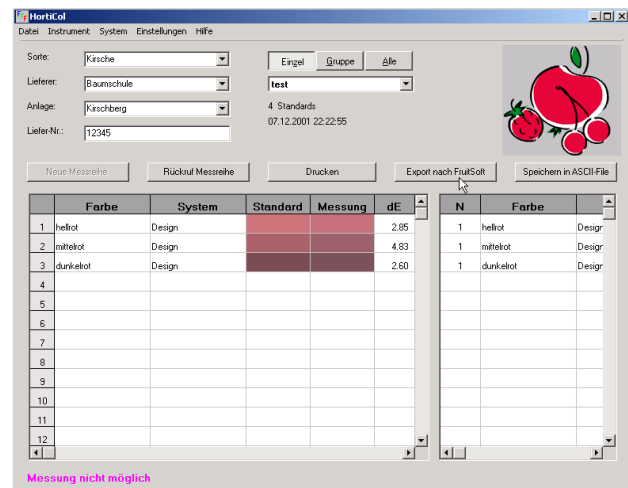 HortiCol
Datei Instrument System Einstellungen Hilfe
Sorte: Kirsche
Lieferer: Baumschule
Anlage: Kirschberg
Liefer-Nr.: 12345
Einzel Gruppe Alle
test
4 Standards
07.12.2001 22:22:55
Neue Messreihe Rückruf Messreihe Drucken Export nach FruitSoft Speichern in ASCII-File
Farbe System Standard Messung dE N Farbe
1 hellrot Design 2.85 1 hellrot Design
2 mittelrot Design 4.83 1 mittelrot Design
3 dunkelrot Design 2.60 1 dunkelrot Design
4
5
6
7
8
9
10
11
12
Messung nicht möglich